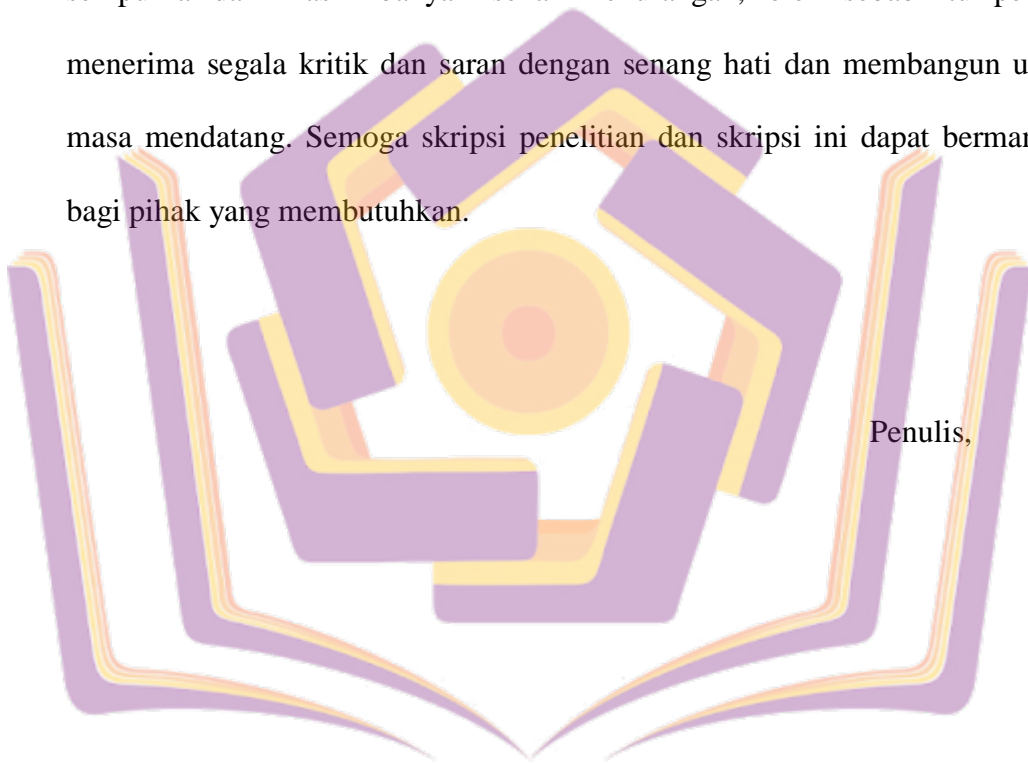 menerima segala kritik dan saran dengan senang hati dan membangun u
masa mendatang. Semoga skripsi penelitian dan skripsi ini dapat berman
bagi pihak yang membutuhkan.
Penulis,